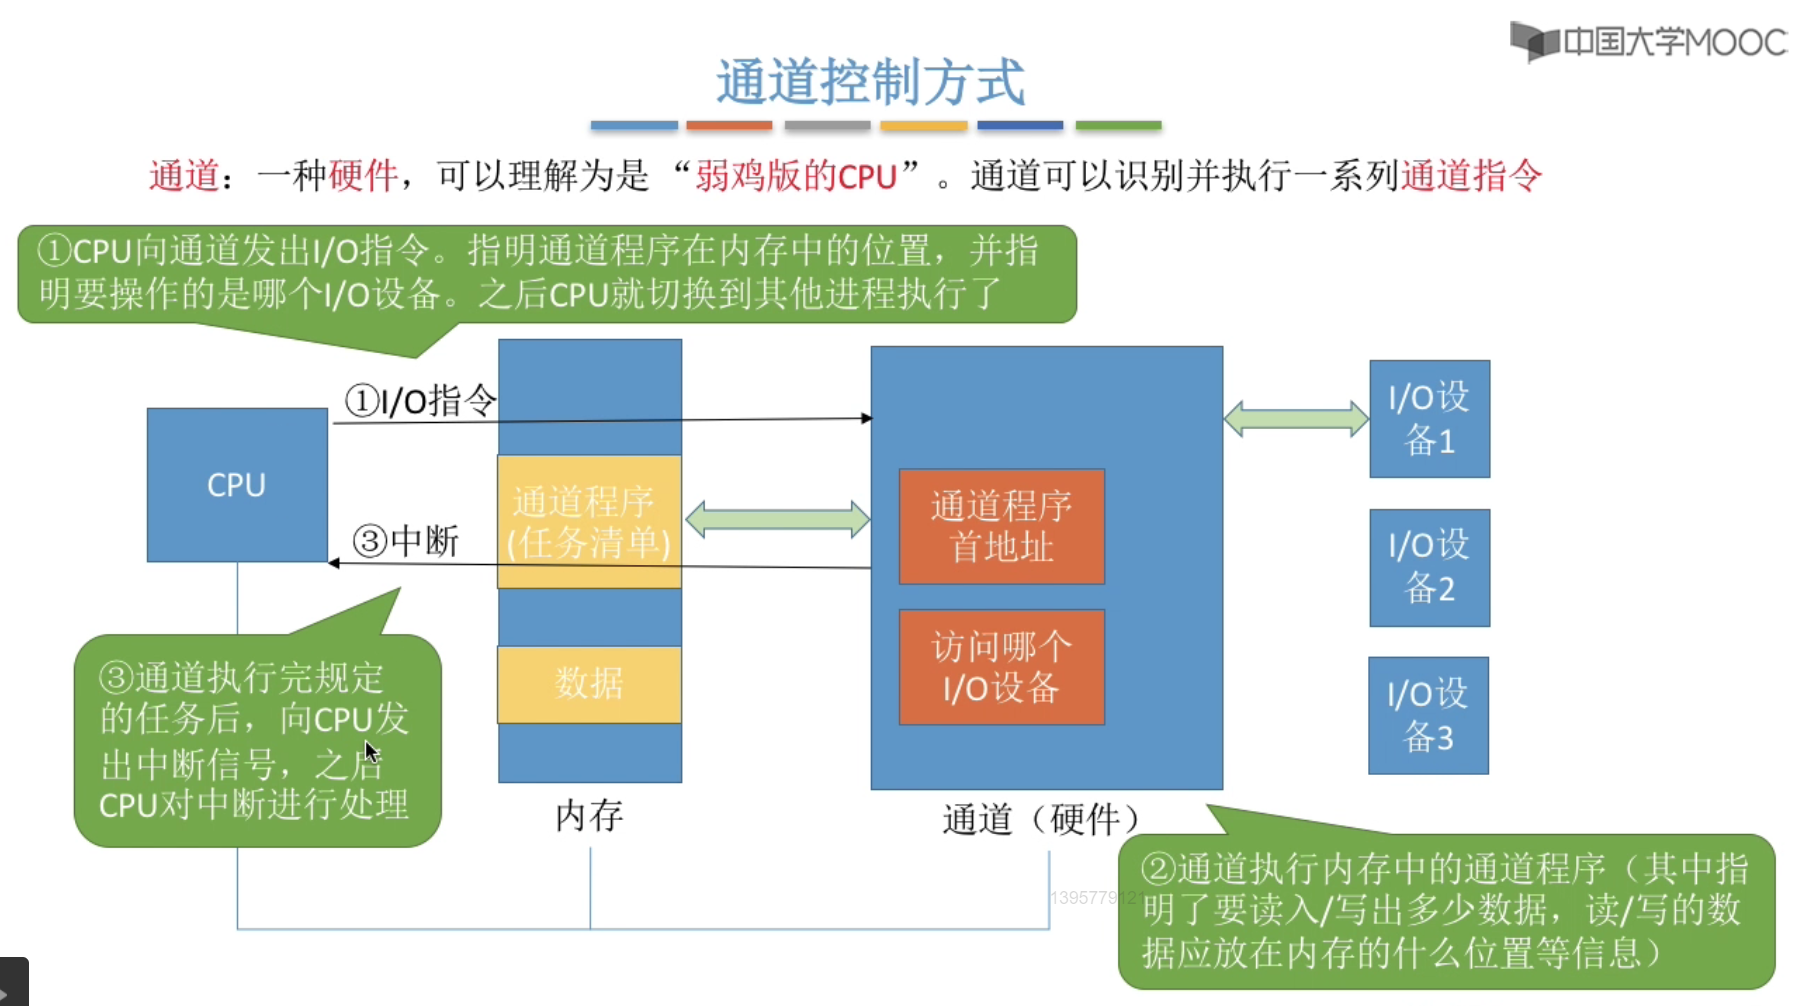 中国大学MOOC
通道控制方式
通道：一种硬件，可以理解为是“弱鸡版的CPU”。通道可以识别并执行一系列通道指令
①CPU向通道发出I/O指令。指明通道程序在内存中的位置，并指
明要操作的是哪个I/O设备。之后CPU就切换到其他进程执行了
①I/O指令
CPU
③中断
通道程序
(任务清单)
数据
内存
通道程序
首地址
访问哪个
I/O设备
通道（硬件）
I/O设
备1
I/O设
备2
I/O设
备3
③通道执行完规定
的任务后，向CPU发
出中断信号，之后
CPU对中断进行处理
②通道执行内存中的通道程序（其中指
明了要读入/写出多少数据，读/写的数
据应放在内存的什么位置等信息）
1395779121